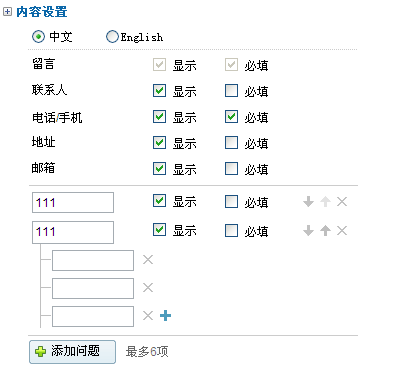 内容设置
中文 English
留言 显示 必填
联系人 显示 必填
电话/手机 显示 必填
地址 显示 必填
邮箱 显示 必填
111 显示 必填
111 显示 必填
添加问题 最多6项